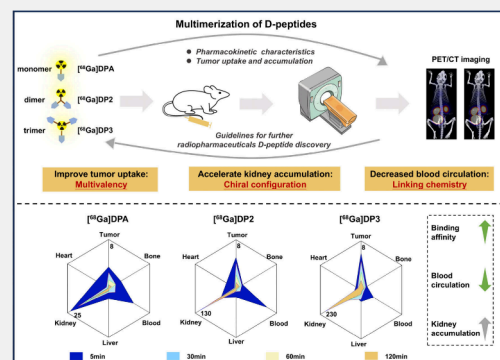 Multimerization of D-peptides
● Pharmacokinetic characteristics
● Tumor uptake and accumulation
monomer [⁶⁸Ga]DPA
dimer [⁶⁸Ga]DP2
trimer [⁶⁸Ga]DP3
PET/CT imaging
Guidelines for further
radiopharmaceuticals D-peptide discovery
Improve tumor uptake:
Multivalency
Accelerate kidney accumulation:
Chiral configuration
Decreased blood circulation:
Linking chemistry
[⁶⁸Ga]DPA
Tumor
8
Heart
Bone
25
Kidney
Blood
Liver
[⁶⁸Ga]DP2
Tumor
8
Heart
Bone
130
Kidney
Blood
Liver
[⁶⁸Ga]DP3
Tumor
8
Heart
Bone
230
Kidney
Blood
Liver
Binding
affinity
Blood
circulation
Kidney
accumulation
5min 30min 60min 120min